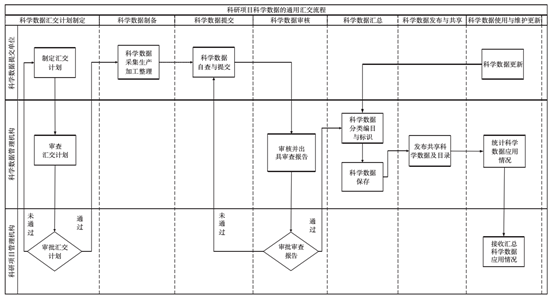 科研项目科学数据的通用汇交流程
科学数据汇交计划制定
科学数据制备
科学数据提交
科学数据审核
科学数据汇总
科学数据发布与共享
科学数据使用与维护更新
科学数据提交单位
制定汇交
计划
科学数据
采集生产
加工整理
科学数据
自查与提交
科学数据更新
科学数据管理机构
审查
汇交计划
审核并出
具审查报告
科学数据
分类编目
与标识
科学数据
保存
发布共享科
学数据及目录
统计科学
数据应用
情况
科研项目管理机构
未通过
审批汇交
计划
通过
未通过
审批审查
报告
通过
接收汇总
科学数据
应用情况